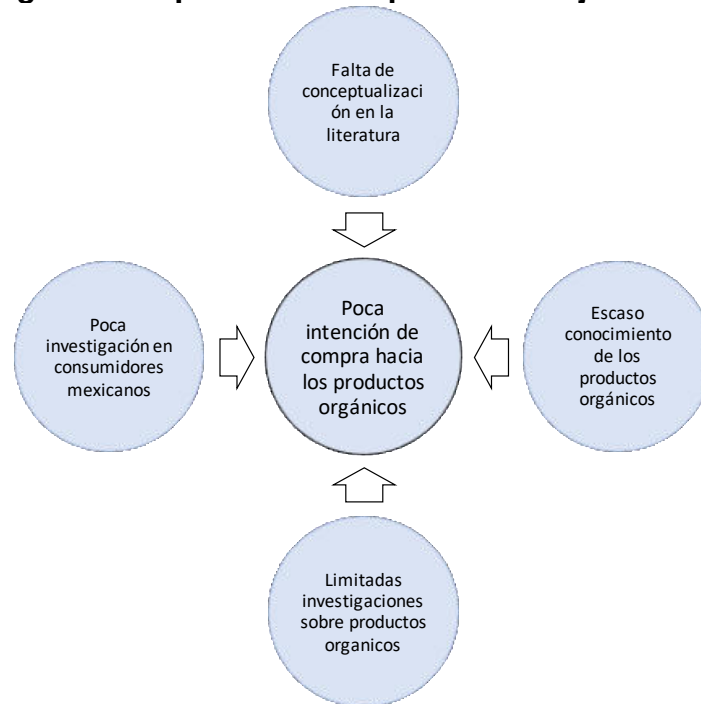 Falta de
conceptualizaci
ón en la
literatura
Poca
investigación en
consumidores
mexicanos
Poca
intención de
compra hacia
los productos
orgánicos
Escaso
conocimiento
de los
productos
orgánicos
Limitadas
investigaciones
sobre productos
organicos